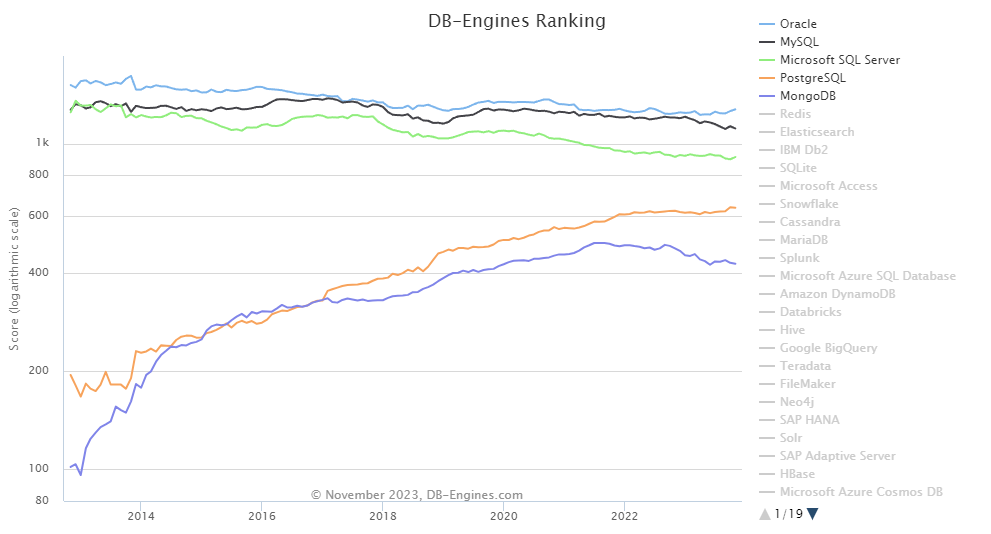 DB-Engines Ranking
Score (logarithmic scale)
1k
800
600
400
200
100
80
2014
2016
2018
2020
2022
© November 2023, DB-Engines.com
Oracle
MySQL
Microsoft SQL Server
PostgreSQL
MongoDB
Redis
Elasticsearch
IBM Db2
SQLite
Microsoft Access
Snowflake
Cassandra
MariaDB
Splunk
Microsoft Azure SQL Database
Amazon DynamoDB
Databricks
Hive
Google BigQuery
Teradata
FileMaker
Neo4j
SAP HANA
Solr
SAP Adaptive Server
HBase
Microsoft Azure Cosmos DB
1/19